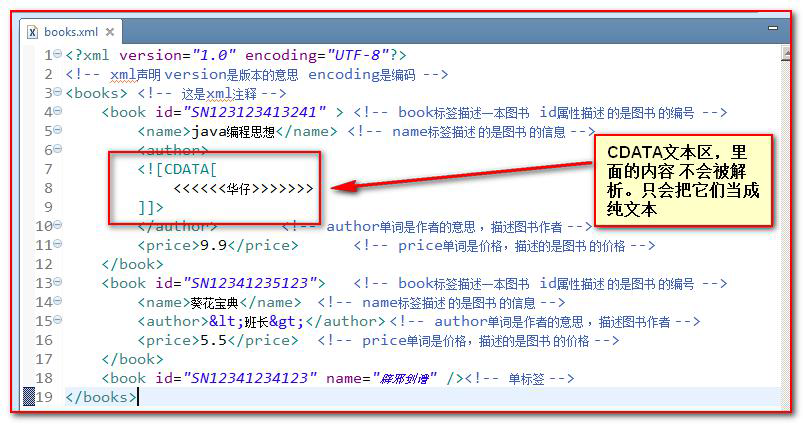 books.xml
1 <?xml version="1.0" encoding="UTF-8"?>
2 <!-- xml声明 version是版本的意思 encoding是编码 -->
3 <books> <!-- 这是xml注释 -->
4 <book id="SN123123413241" > <!-- book标签描述一本图书 id属性描述 的是图书 的编号 -->
5 <name>java编程思想</name> <!-- name标签描述 的是图书 的信息 -->
6 <author>
7 <![CDATA[
8 <<<<<<华仔>>>>>>>
9 ]]>
10 </author> <!-- author单词是作者的意思 ，描述图书作者 -->
11 <price>9.9</price> <!-- price单词是价格，描述的是图书 的价格 -->
12 </book>
13 <book id="SN12341235123"> <!-- book标签描述一本图书 id属性描述 的是图书 的编号 -->
14 <name>葵花宝典</name> <!-- name标签描述 的是图书 的信息 -->
15 <author>&lt;班长&gt;</author> <!-- author单词是作者的意思 ，描述图书作者 -->
16 <price>5.5</price> <!-- price单词是价格，描述的是图书 的价格 -->
17 </book>
18 <book id="SN12341234123" name="辟邪剑谱" /><!-- 单标签 -->
19 </books>
CDATA文本区，里
面的内容 不会被解
析。只会把它们当成
纯文本